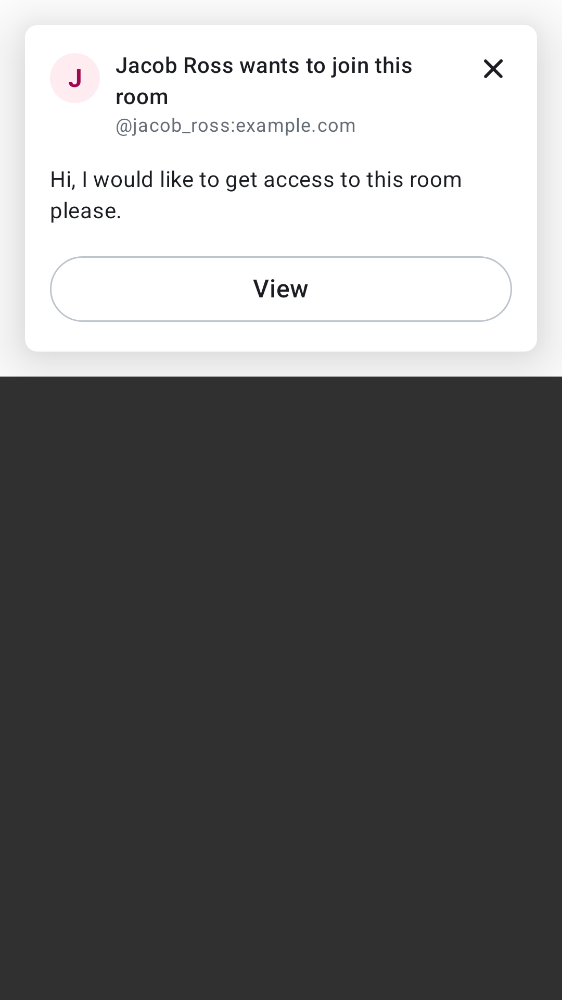 J
Jacob Ross wants to join this
room
@jacob_ross:example.com
Hi, I would like to get access to this room
please.
View